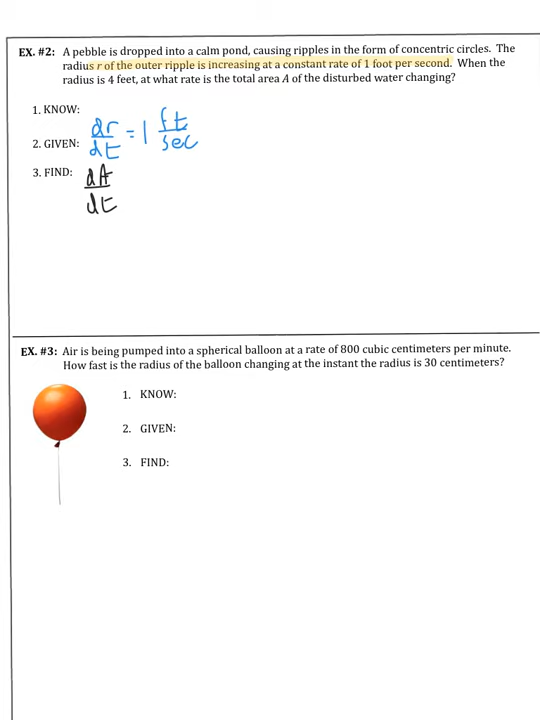 EX. #2: A pebble is dropped into a calm pond, causing ripples in the form of concentric circles. The
radius r of the outer ripple is increasing at a constant rate of 1 foot per second. When the
radius is 4 feet, at what rate is the total area A of the disturbed water changing?
1. KNOW:
2. GIVEN: dr/dt = 1 ft/sec
3. FIND: dA/dt
EX. #3: Air is being pumped into a spherical balloon at a rate of 800 cubic centimeters per minute.
How fast is the radius of the balloon changing at the instant the radius is 30 centimeters?
1. KNOW:
2. GIVEN:
3. FIND: